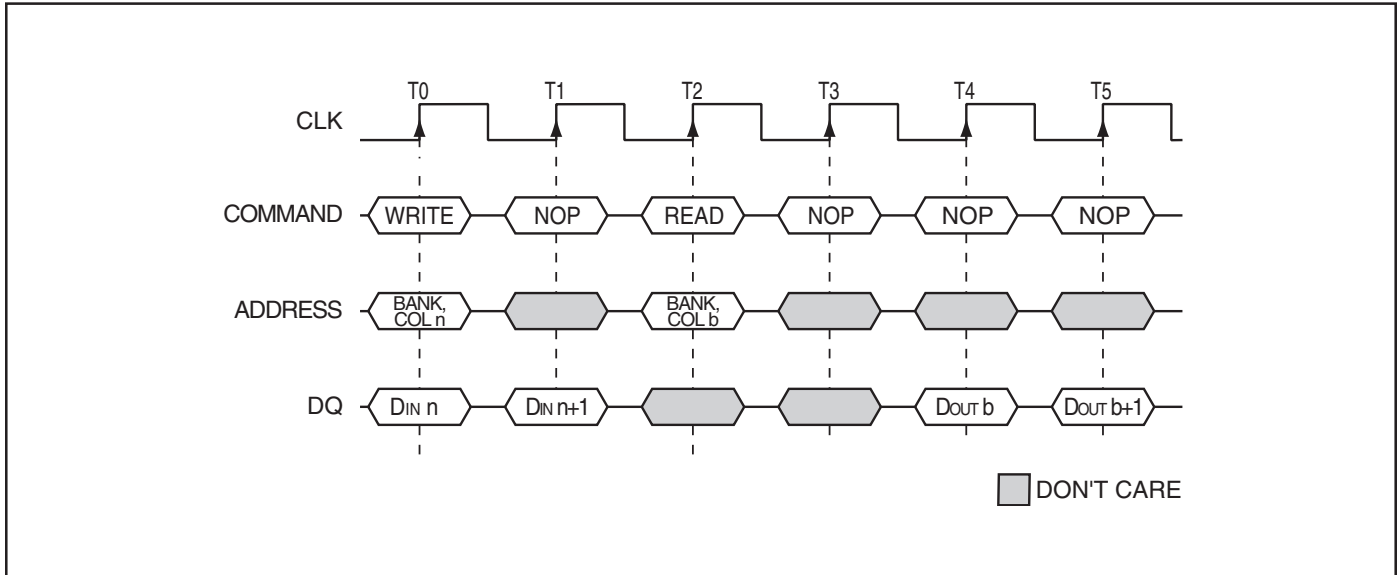 T0 T1 T2 T3 T4 T5
CLK
COMMAND WRITE NOP READ NOP NOP NOP
ADDRESS BANK, COL n BANK, COL b
DQ DIN n DIN n+1 DOUT b DOUT b+1
DON'T CARE